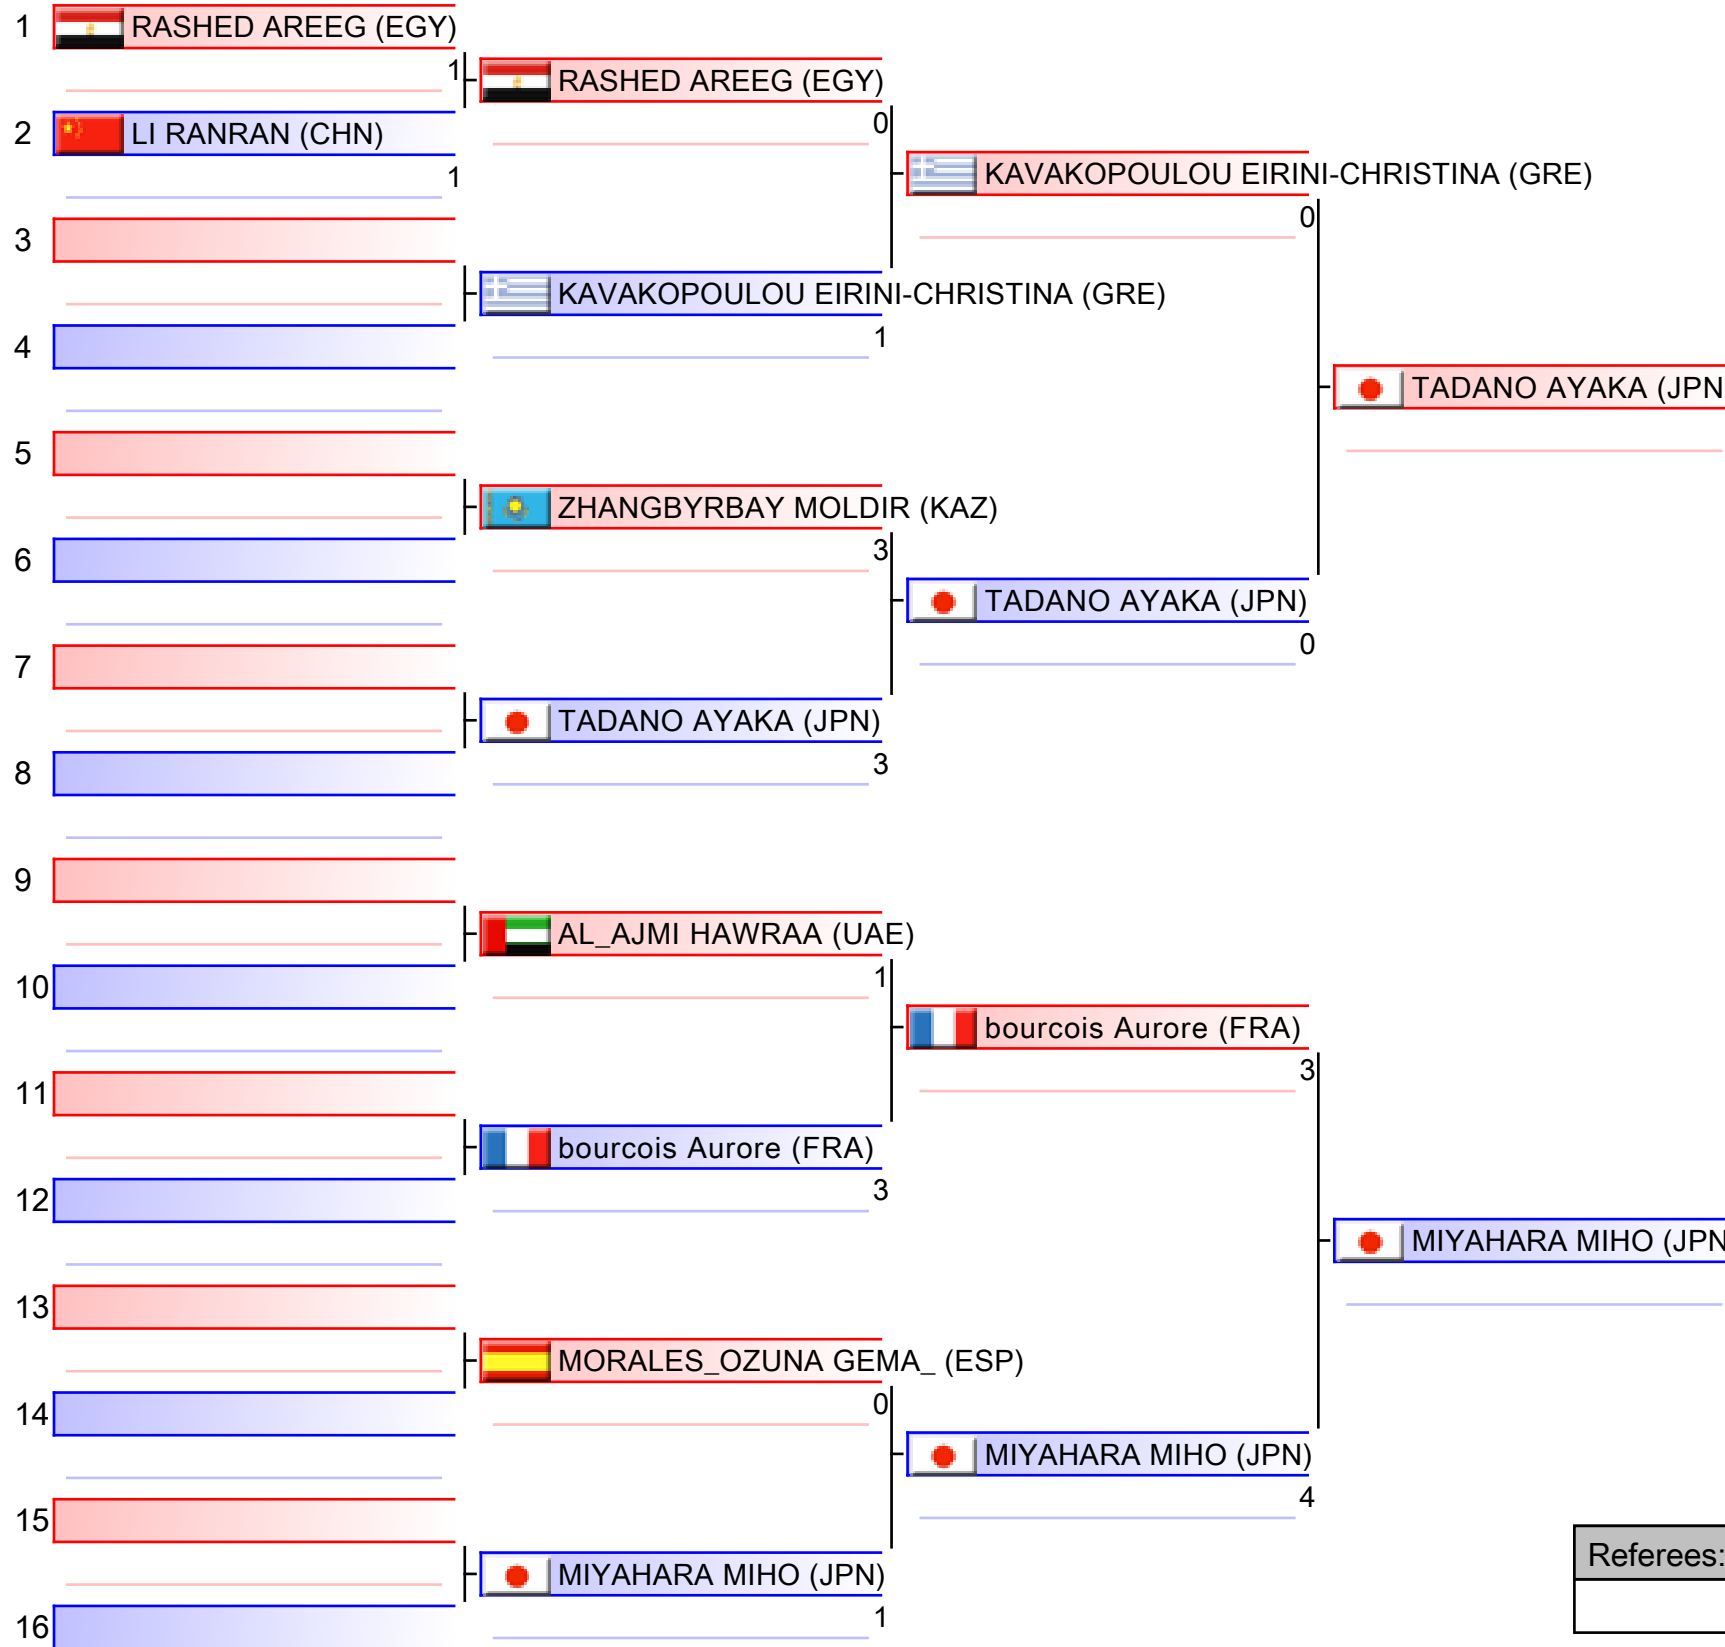 1 RASHED AREEG (EGY)
1 RASHED AREEG (EGY)
2 LI RANRAN (CHN)
0
KAVAKOPOULOU EIRINI-CHRISTINA (GRE)
1
0
3
KAVAKOPOULOU EIRINI-CHRISTINA (GRE)
4
1
TADANO AYAKA (JPN
5
ZHANGBYRBAY MOLDIR (KAZ)
3
6
TADANO AYAKA (JPN)
0
7
TADANO AYAKA (JPN)
8
3
9
AL_AJMI HAWRAA (UAE)
1
10
bourcois Aurore (FRA)
3
11
bourcois Aurore (FRA)
3
12
MIYAHARA MIHO (JPN
13
MORALES_OZUNA GEMA_ (ESP)
0
14
MIYAHARA MIHO (JPN)
4
15
Referees:
MIYAHARA MIHO (JPN)
1
16